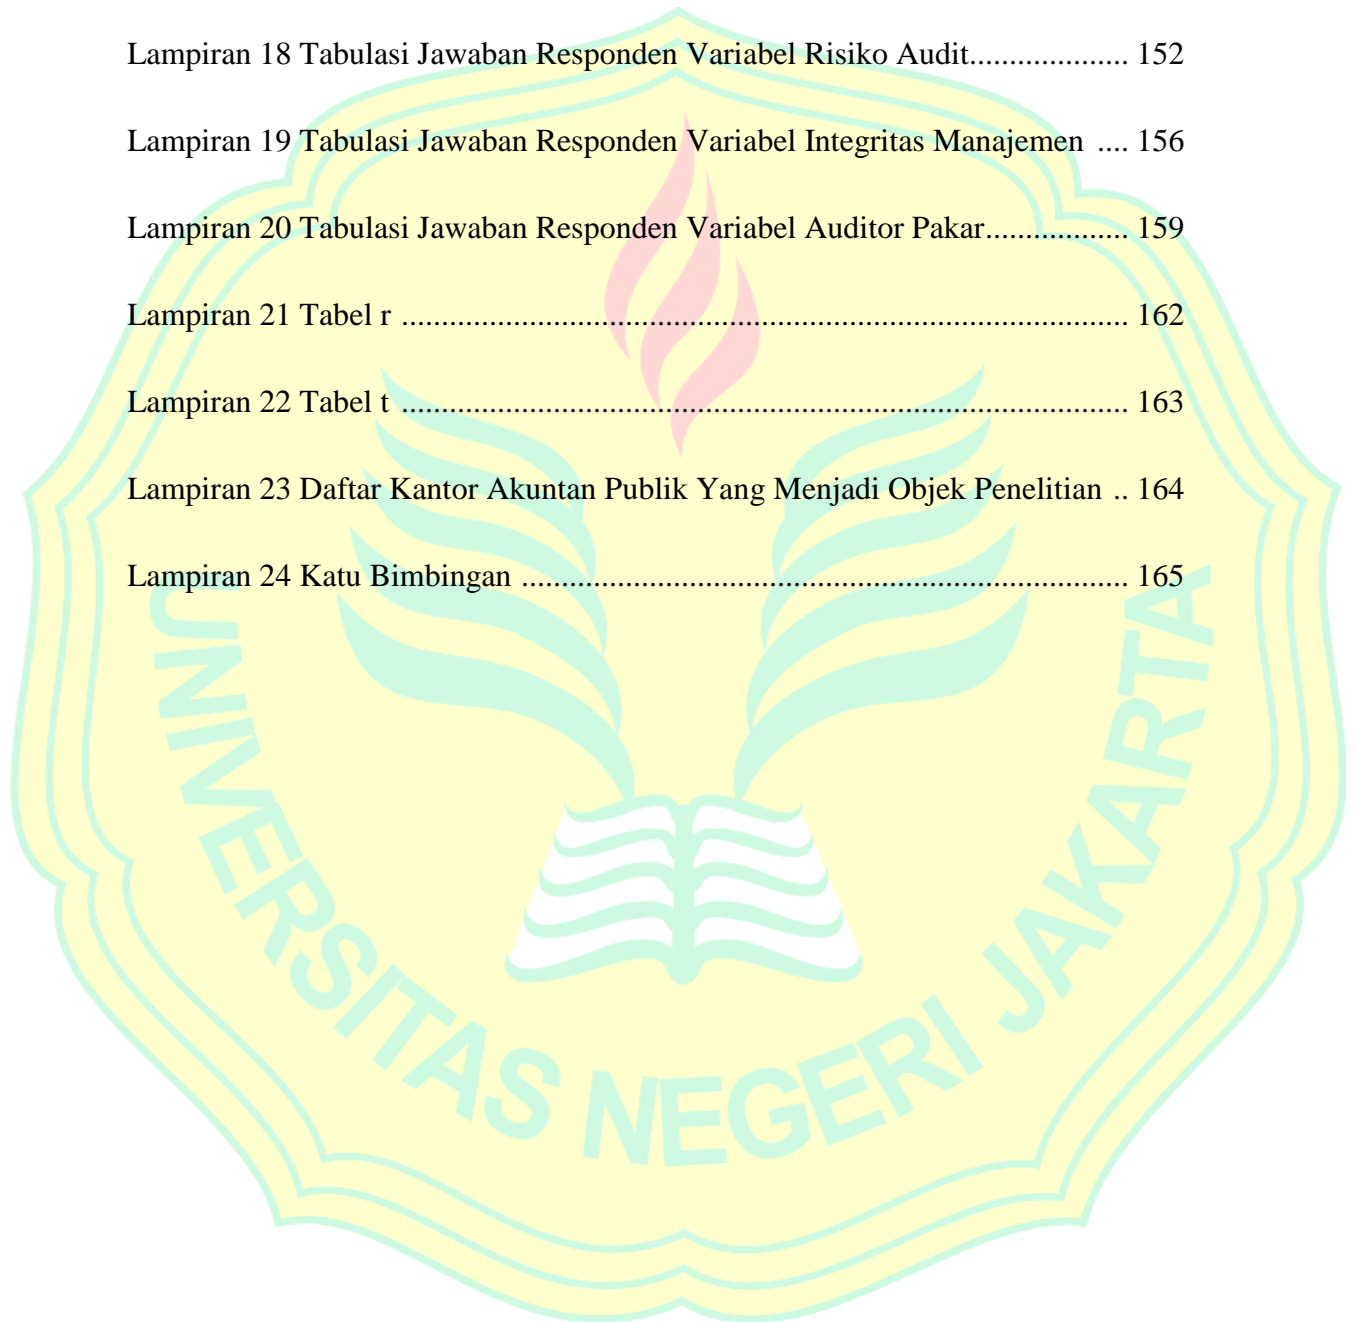 Lampiran 18 Tabulasi Jawaban Responden Variabel Risiko Audit.................... 152
Lampiran 19 Tabulasi Jawaban Responden Variabel Integritas Manajemen .... 156
Lampiran 20 Tabulasi Jawaban Responden Variabel Auditor Pakar.................. 159
Lampiran 21 Tabel r ........................................................................................... 162
Lampiran 22 Tabel t ........................................................................................... 163
Lampiran 23 Daftar Kantor Akuntan Publik Yang Menjadi Objek Penelitian .. 164
Lampiran 24 Katu Bimbingan ............................................................................ 165
UNIVERSITAS NEGERI JAKARTA